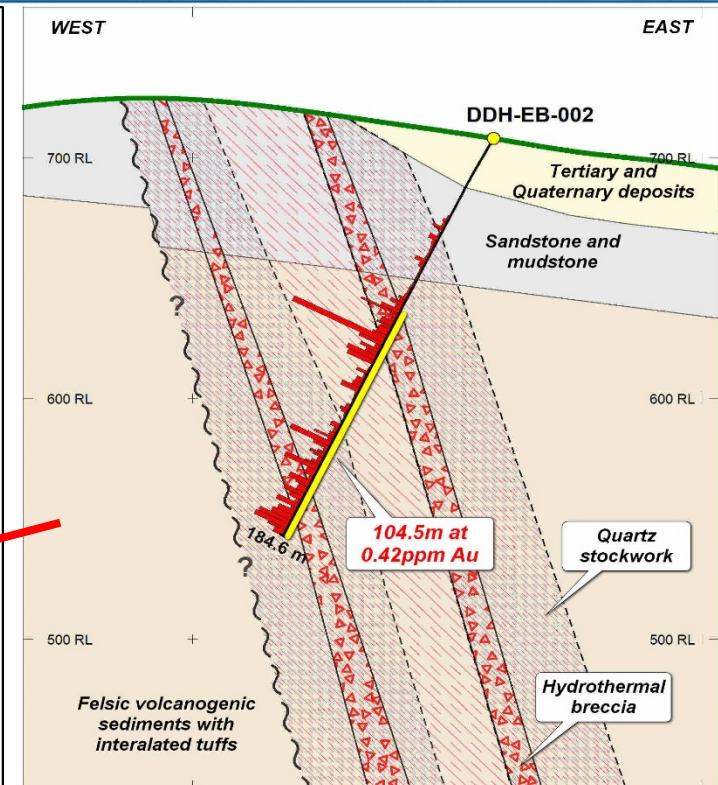 WEST
EAST
DDH-EB-002
700 RL
700 RL
Tertiary and
Quaternary deposits
Sandstone and
mudstone
?
600 RL
600 RL
184.6 m
104.5m at
0.42ppm Au
Quartz
stockwork
?
500 RL
500 RL
Hydrothermal
breccia
Felsic volcanogenic
sediments with
interalated tuffs